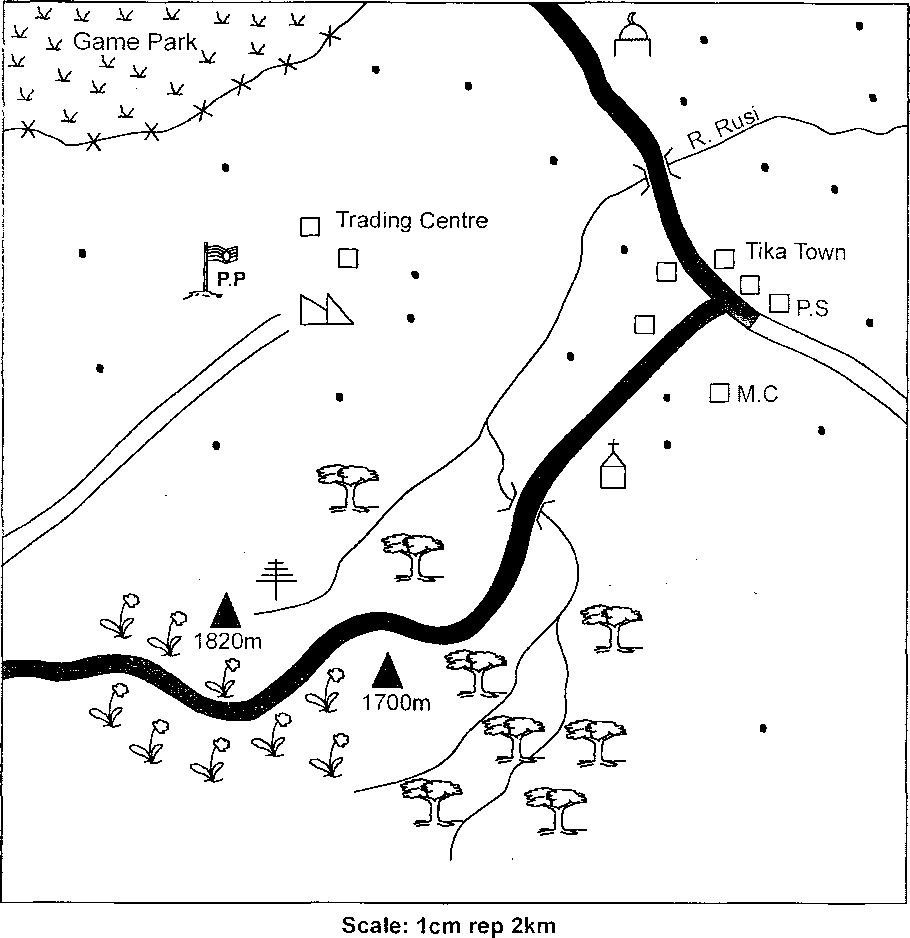 Game Park
R. Rusi
Trading Centre
Tika Town
P.P
P.S
M.C
1820m
1700m
Scale: 1cm rep 2km